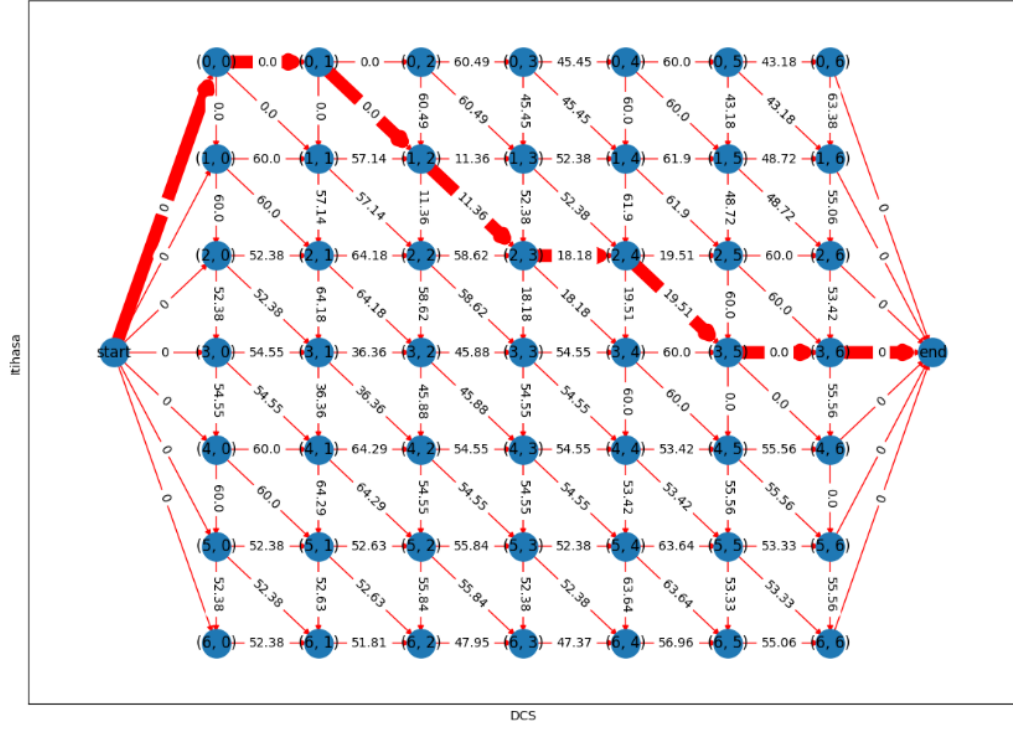 (0, 0) 0.0 (0, 1) 0.0 (0, 2) 60.49 (0, 3) 45.45 (0, 4) 60.0 (0, 5) 43.18 (0, 6)
0.0 0.0 0.0 0.0 60.49 60.49 45.45 45.45 60.0 60.0 43.18 43.18 63.38
(1, 0) 60.0 (1, 1) 57.14 (1, 2) 11.36 (1, 3) 52.38 (1, 4) 61.9 (1, 5) 48.72 (1, 6)
0 0 60.0 60.0 57.14 57.14 11.36 11.36 52.38 52.38 61.9 61.9 48.72 48.72 55.06 0 0
(2, 0) 52.38 (2, 1) 64.18 (2, 2) 58.62 (2, 3) 18.18 (2, 4) 19.51 (2, 5) 60.0 (2, 6)
0 52.38 52.38 64.18 64.18 58.62 58.62 18.18 18.18 19.51 19.51 60.0 60.0 53.42 0
start 0 (3, 0) 54.55 (3, 1) 36.36 (3, 2) 45.88 (3, 3) 54.55 (3, 4) 60.0 (3, 5) 0.0 (3, 6) 0 end
Itihasa
0 54.55 54.55 36.36 36.36 45.88 45.88 54.55 54.55 60.0 60.0 0.0 0.0 55.56 0
(4, 0) 60.0 (4, 1) 64.29 (4, 2) 54.55 (4, 3) 54.55 (4, 4) 53.42 (4, 5) 55.56 (4, 6)
0 0 60.0 60.0 64.29 64.29 54.55 54.55 54.55 54.55 53.42 53.42 55.56 55.56 0.0 0 0
(5, 0) 52.38 (5, 1) 52.63 (5, 2) 55.84 (5, 3) 52.38 (5, 4) 63.64 (5, 5) 53.33 (5, 6)
52.38 52.38 52.63 52.63 55.84 55.84 52.38 52.38 63.64 63.64 53.33 53.33 55.56
(6, 0) 52.38 (6, 1) 51.81 (6, 2) 47.95 (6, 3) 47.37 (6, 4) 56.96 (6, 5) 55.06 (6, 6)
DCS